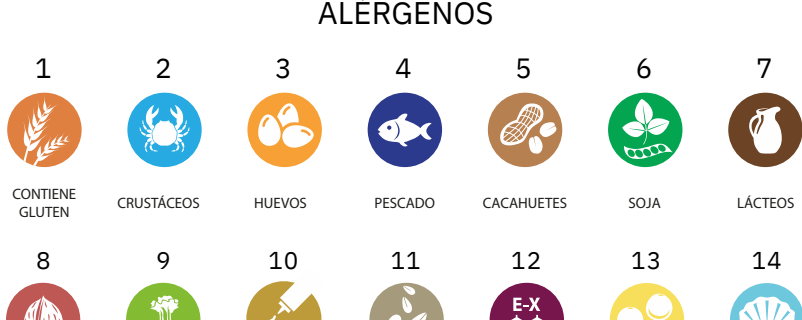 ALÉRGENOS
1 2 3 4 5 6 7
CONTIENE
GLUTEN CRUSTÁCEOS HUEVOS PESCADO CACAHUETES SOJA LÁCTEOS
8 9 10 11 12 13 14
E-X